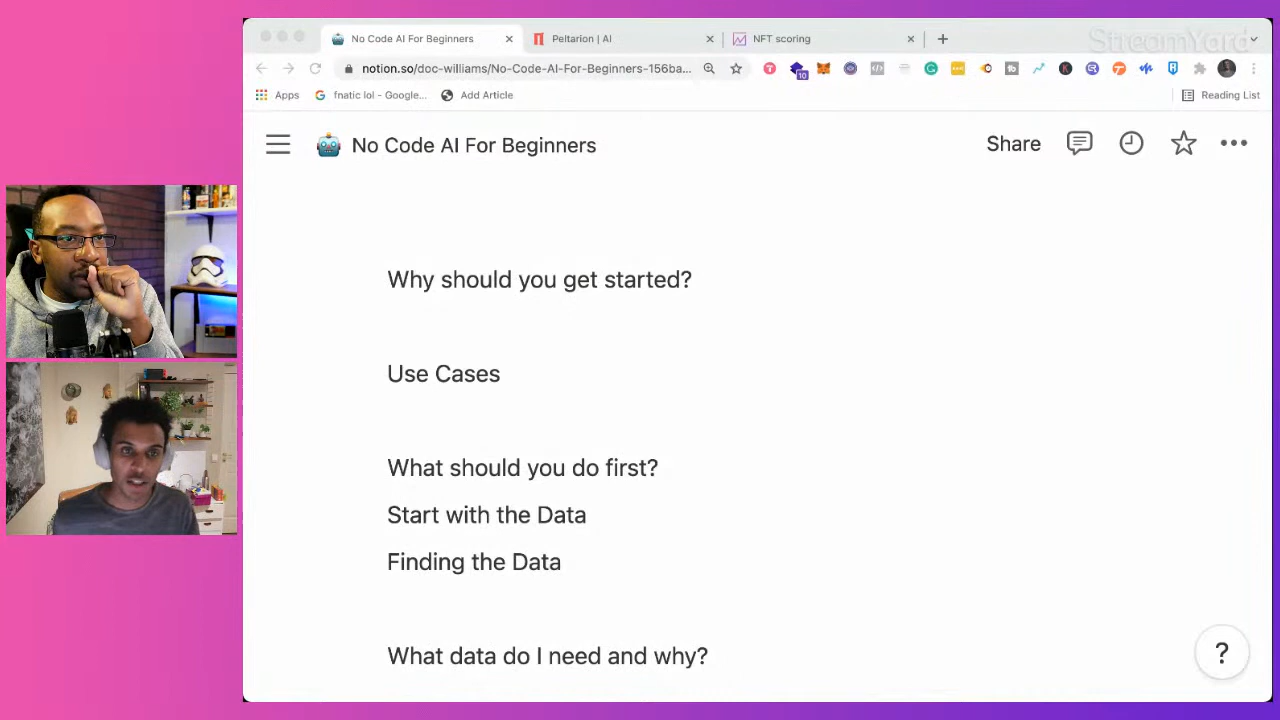 StreamYard
No Code AI For Beginners
Peltarion | AI
NFT scoring
notion.so/doc-williams/No-Code-AI-For-Beginners-156ba...
10
Apps
fnatic lol - Google...
Add Article
Reading List
No Code AI For Beginners
Share
Why should you get started?
Use Cases
What should you do first?
Start with the Data
Finding the Data
What data do I need and why?
?